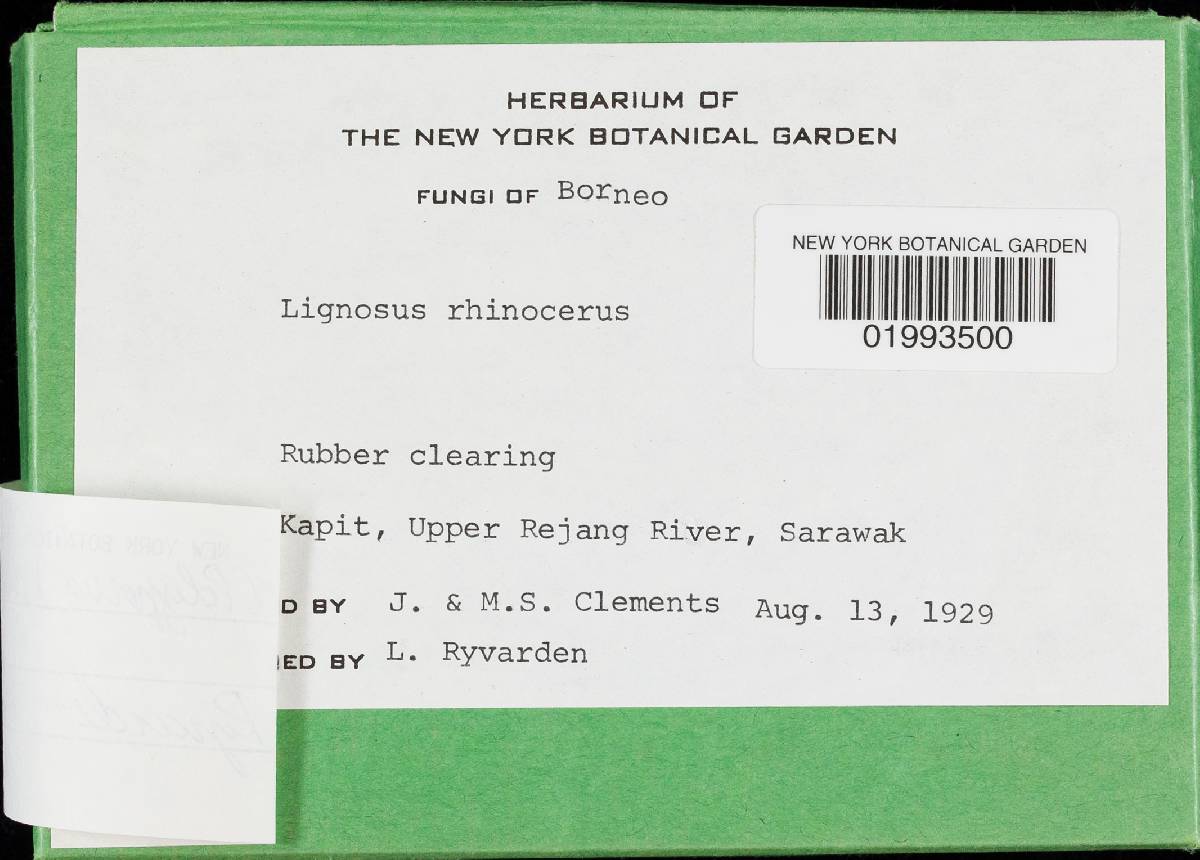 HERBARIUM OF
THE NEW YORK BOTANICAL GARDEN
FUNGI OF Borneo
NEW YORK BOTANICAL GARDEN
01993500
Lignosus rhinocerus
Rubber clearing
Kapit, Upper Rejang River, Sarawak
D BY J. & M.S. Clements Aug. 13, 1929
ED BY L. Ryvarden